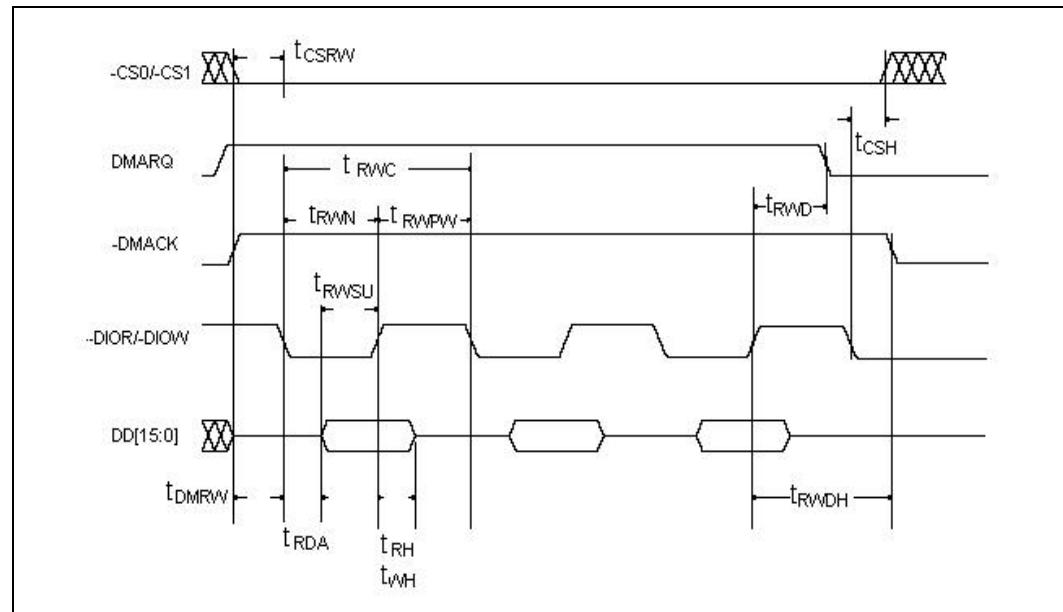 tCSRW
-CS0/-CS1
tCSH
DMARQ
tRWC
tRWD
tRWN tRWPW
-DMACK
tRWSU
-DIOR/-DIOW
DD[15:0]
tDMRW
tRWDH
tRDA
tRH
tWH